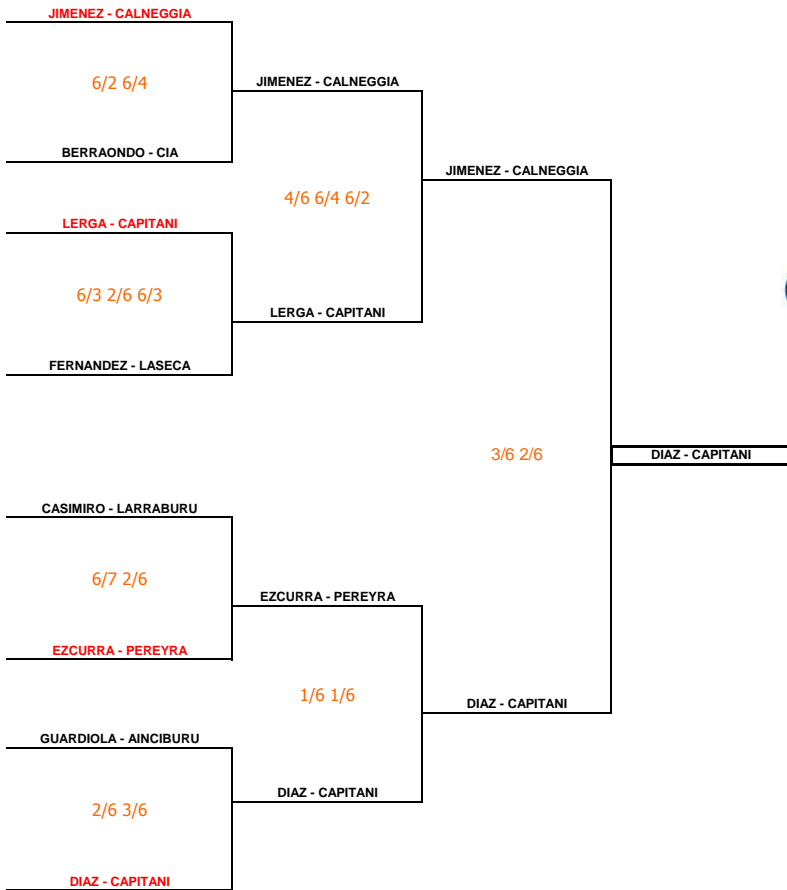 JIMENEZ - CALNEGGIA
6/2 6/4
JIMENEZ - CALNEGGIA
BERRAONDO - CIA
JIMENEZ - CALNEGGIA
4/6 6/4 6/2
LERGA - CAPITANI
6/3 2/6 6/3
LERGA - CAPITANI
FERNANDEZ - LASECA
3/6 2/6
DIAZ - CAPITANI
CASIMIRO - LARRABURU
6/7 2/6
EZCURRA - PEREYRA
EZCURRA - PEREYRA
1/6 1/6
DIAZ - CAPITANI
GUARDIOLA - AINCIBURU
DIAZ - CAPITANI
2/6 3/6
DIAZ - CAPITANI